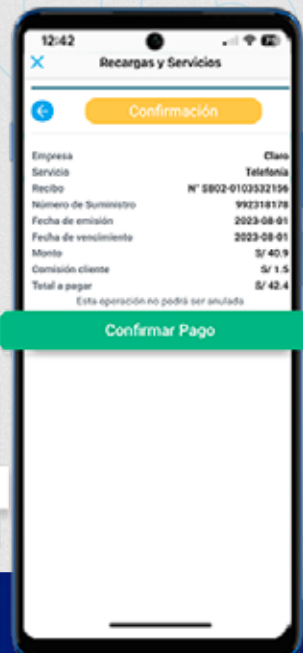 12:42
Recargas y Servicios
Confirmación
Empresa Claro
Servicio Telefonía
Recibo N° SB02-0103532156
Número de Suministro 992318178
Fecha de emisión 2023-08-01
Fecha de vencimiento 2023-08-01
Monto S/ 40.9
Comisión cliente S/ 1.5
Total a pagar S/ 42.4
Esta operación no podrá ser anulada
Confirmar Pago